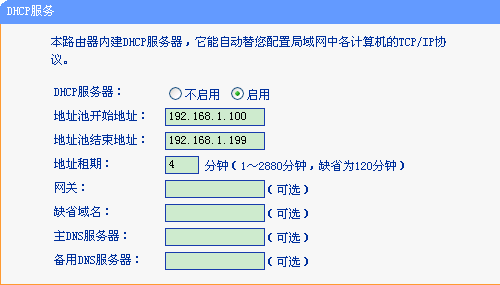 DHCP服务
本路由器内建DHCP服务器，它能自动替您配置局域网中各计算机的TCP/IP协
议。
DHCP服务器： 不启用 启用
地址池开始地址： 192.168.1.100
地址池结束地址： 192.168.1.199
地址租期： 4 分钟（1～2880分钟，缺省为120分钟）
网关： （可选）
缺省域名： （可选）
主DNS服务器： （可选）
备用DNS服务器： （可选）